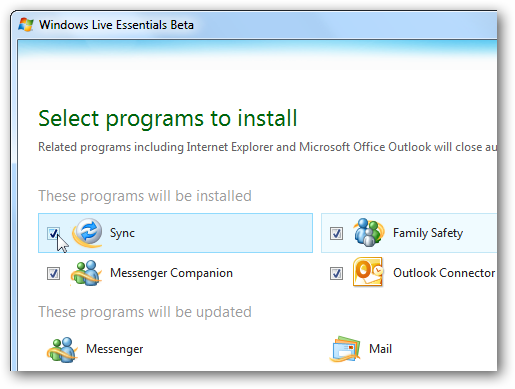 Windows Live Essentials Beta
Select programs to install
Related programs including Internet Explorer and Microsoft Office Outlook will close au
These programs will be installed
Sync
Family Safety
Messenger Companion
Outlook Connector
These programs will be updated
Messenger
Mail